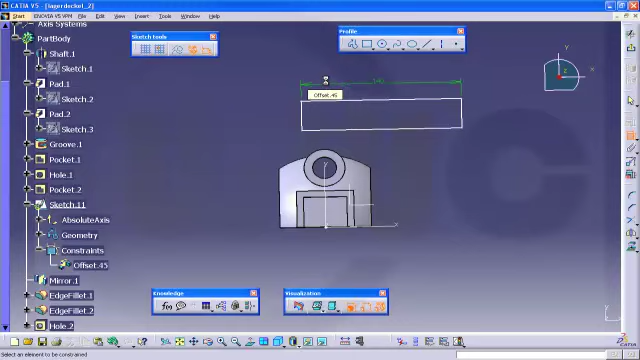 CATIA V5 - [lagerdeckel_2]
Start ENOVIA V5 VPM File Edit View Insert Tools Window Help
Axis Systems
PartBody
Shaft.1
Sketch.1
Pad.1
Sketch.2
Pad.2
Sketch.3
Groove.1
Pocket.1
Hole.1
Pocket.2
Sketch.11
AbsoluteAxis
Geometry
Constraints
Offset.45
Mirror.1
EdgeFillet.1
EdgeFillet.2
Hole.2
Sketch tools
Profile
Offset.45
Y
X
Z
y
x
Knowledge
f(x)
Visualization
y
x
CATIA
Select an element to be constrained